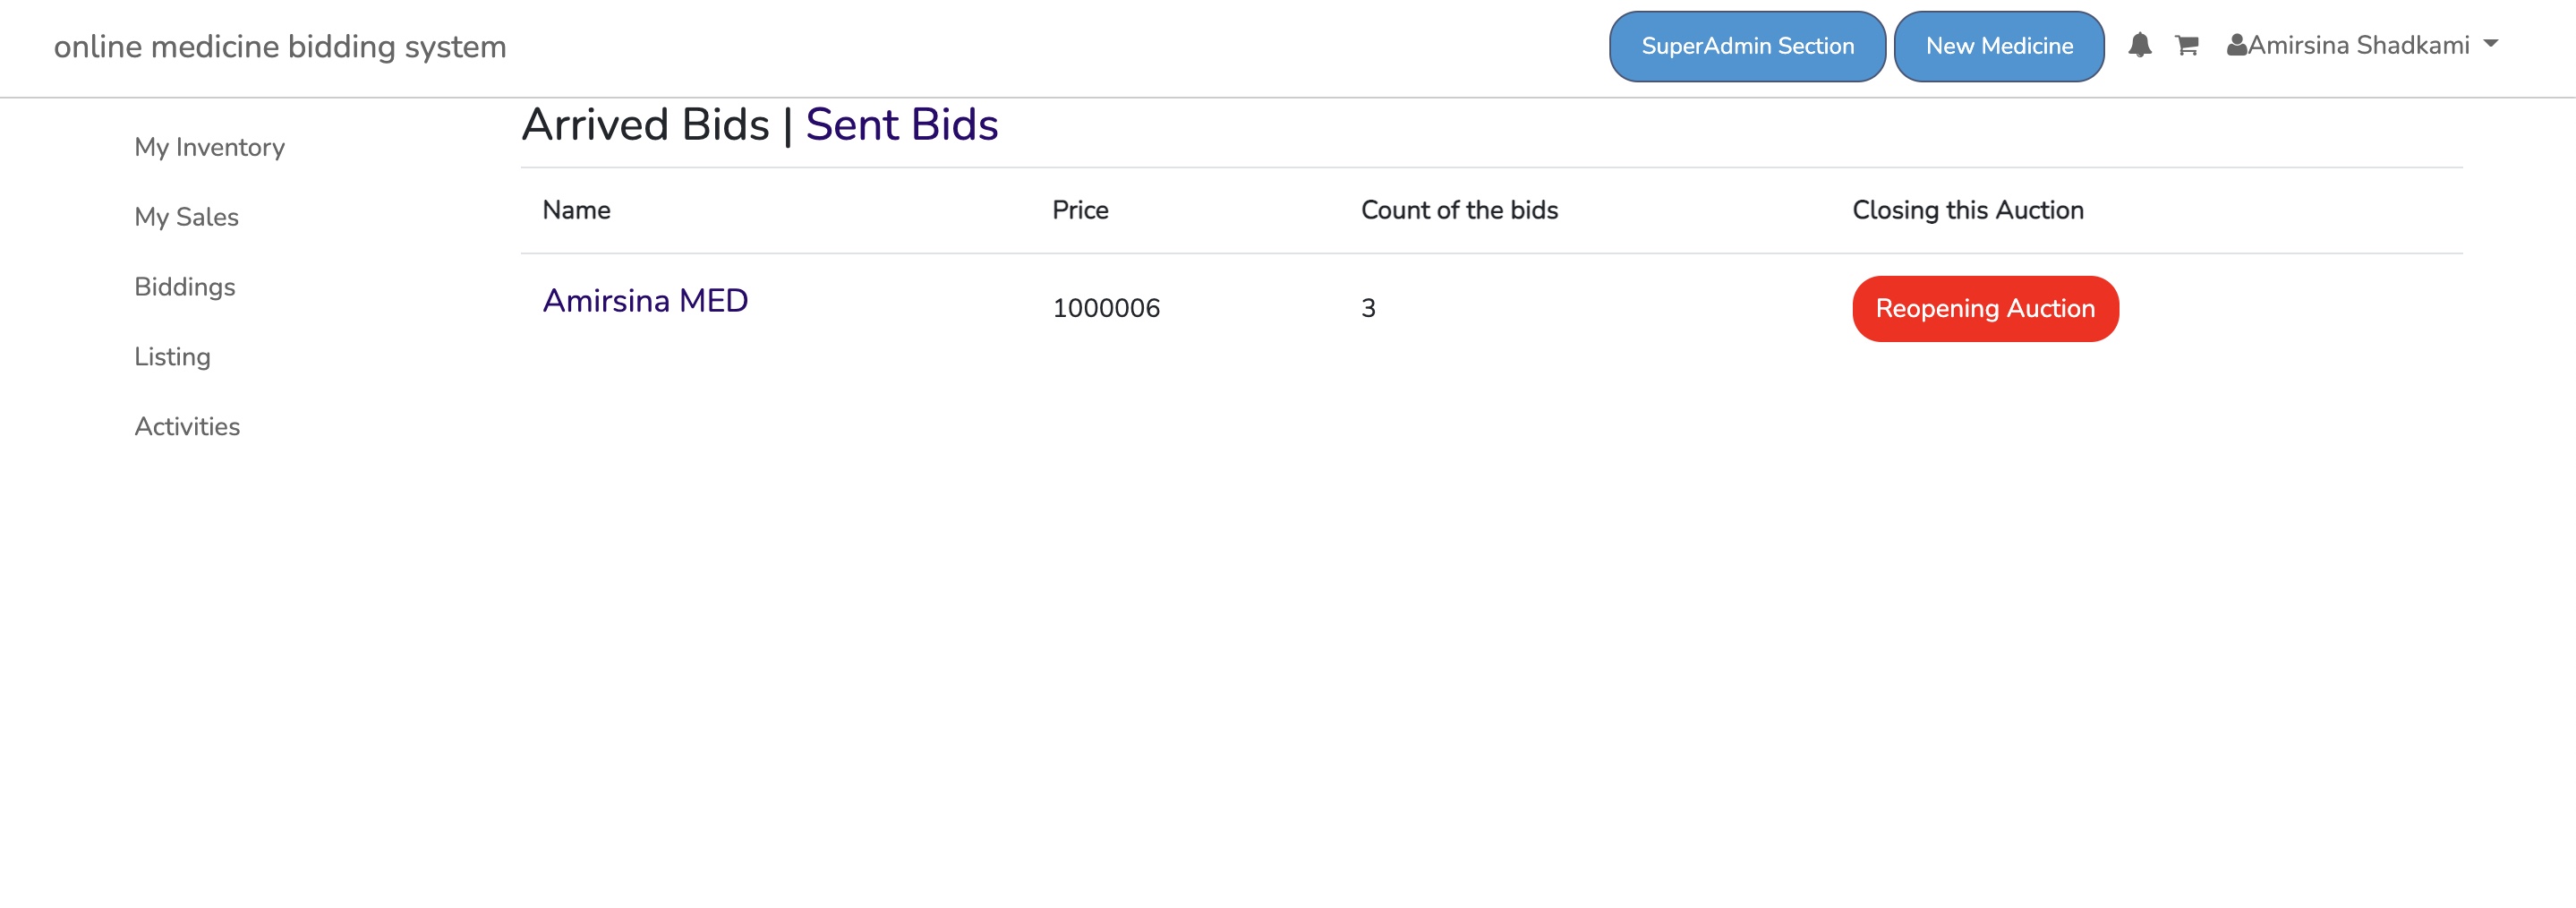 online medicine bidding system
SuperAdmin Section
New Medicine
Amirsina Shadkami
My Inventory
My Sales
Biddings
Listing
Activities
Arrived Bids | Sent Bids
Name Price Count of the bids Closing this Auction
Amirsina MED 1000006 3 Reopening Auction